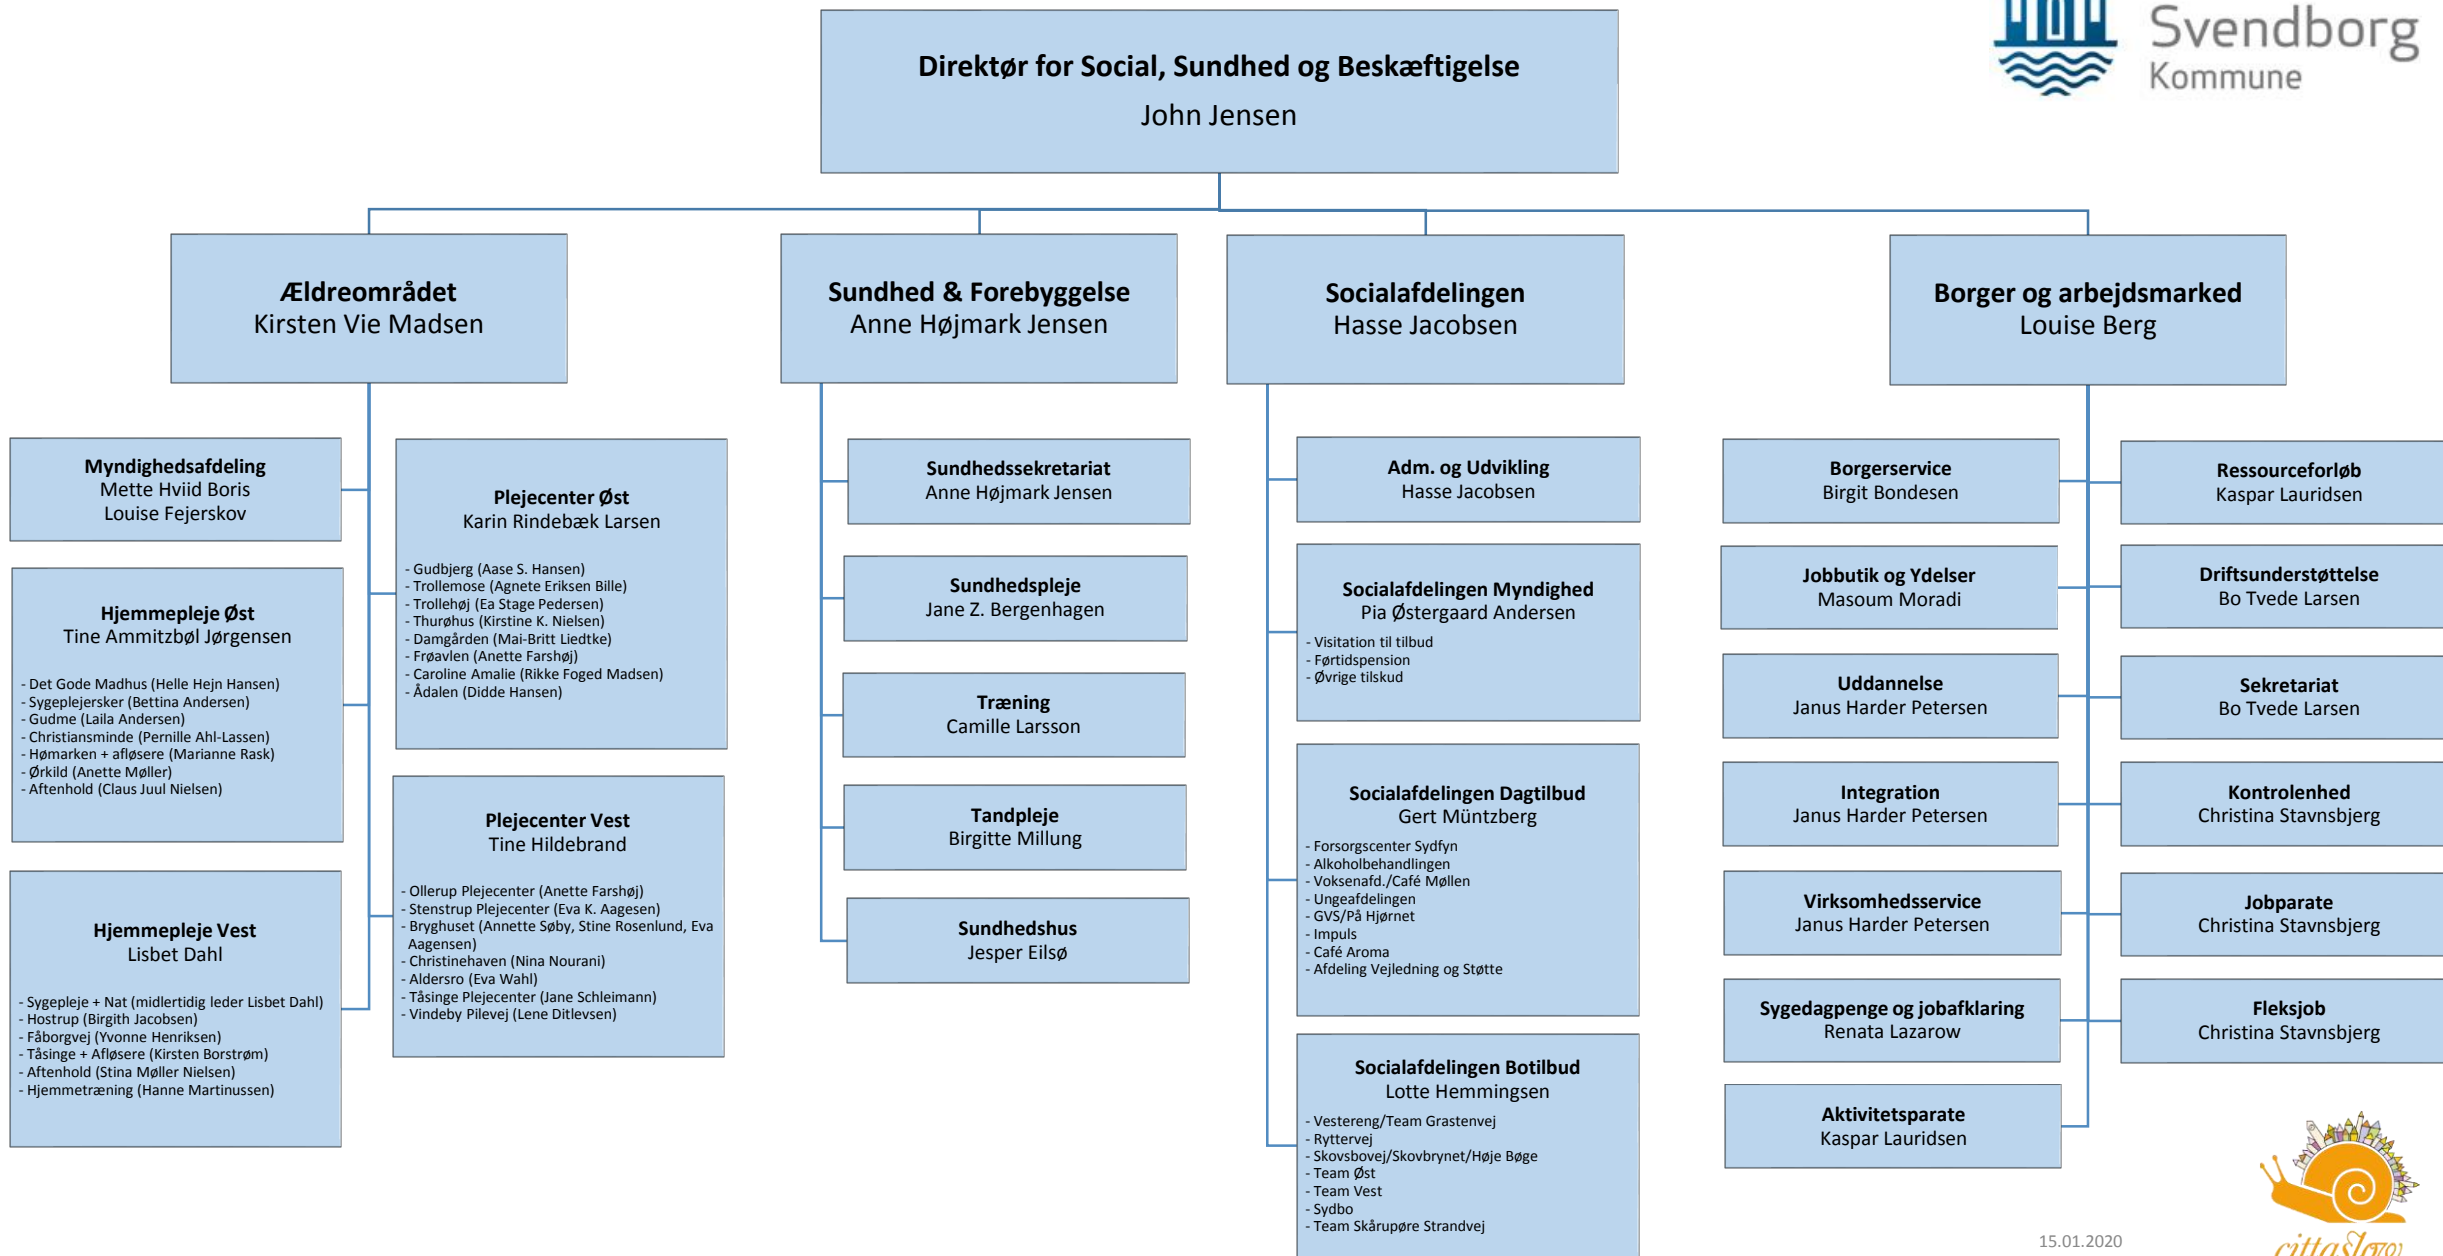 Svendborg
Kommune
Direktør for Social, Sundhed og Beskæftigelse
John Jensen
Ældreområdet
Kirsten Vie Madsen
Sundhed & Forebyggelse
Anne Højmark Jensen
Socialafdelingen
Hasse Jacobsen
Borger og arbejdsmarked
Louise Berg
Myndighedsafdeling
Mette Hviid Boris
Louise Fejerskov
Hjemmepleje Øst
Tine Ammitzbøl Jørgensen
- Det Gode Madhus (Helle Hejn Hansen)
- Sygeplejersker (Bettina Andersen)
- Gudme (Laila Andersen)
- Christiansminde (Pernille Ahl-Lassen)
- Hømarken + afløsere (Marianne Rask)
- Ørkild (Anette Møller)
- Aftenhold (Claus Juul Nielsen)
Hjemmepleje Vest
Lisbet Dahl
- Sygepleje + Nat (midlertidig leder Lisbet Dahl)
- Hostrup (Birgith Jacobsen)
- Fåborgvej (Yvonne Henriksen)
- Tåsinge + Afløsere (Kirsten Borstrøm)
- Aftenhold (Stina Møller Nielsen)
- Hjemmetræning (Hanne Martinussen)
Plejecenter Øst
Karin Rindebæk Larsen
- Gudbjerg (Aase S. Hansen)
- Trollemose (Agnete Eriksen Bille)
- Trollehøj (Ea Stage Pedersen)
- Thurøhus (Kirstine K. Nielsen)
- Damgården (Mai-Britt Liedtke)
- Frøavlen (Anette Farshøj)
- Caroline Amalie (Rikke Foged Madsen)
- Ådalen (Didde Hansen)
Plejecenter Vest
Tine Hildebrand
- Ollerup Plejecenter (Anette Farshøj)
- Stenstrup Plejecenter (Eva K. Aagesen)
- Bryghuset (Annette Søby, Stine Rosenlund, Eva
Aagensen)
- Christinehaven (Nina Nourani)
- Aldersro (Eva Wahl)
- Tåsinge Plejecenter (Jane Schleimann)
- Vindeby Pilevej (Lene Ditlevsen)
Sundhedssekretariat
Anne Højmark Jensen
Sundhedspleje
Jane Z. Bergenhagen
Træning
Camille Larsson
Tandpleje
Birgitte Millung
Sundhedshus
Jesper Eilsø
Adm. og Udvikling
Hasse Jacobsen
Socialafdelingen Myndighed
Pia Østergaard Andersen
- Visitation til tilbud
- Førtidspension
- Øvrige tilskud
Socialafdelingen Dagtilbud
Gert Müntzberg
- Forsorgscenter Sydfyn
- Alkoholbehandlingen
- Voksenafd./Café Møllen
- Ungeafdelingen
- GVS/På Hjørnet
- Impuls
- Café Aroma
- Afdeling Vejledning og Støtte
Socialafdelingen Botilbud
Lotte Hemmingsen
- Vestereng/Team Grastenvej
- Ryttervej
- Skovsbovej/Skovbrynet/Høje Bøge
- Team Øst
- Team Vest
- Sydbo
- Team Skårupøre Strandvej
Borgerservice
Birgit Bondesen
Jobbutik og Ydelser
Masoum Moradi
Uddannelse
Janus Harder Petersen
Integration
Janus Harder Petersen
Virksomhedsservice
Janus Harder Petersen
Sygedagpenge og jobafklaring
Renata Lazarow
Aktivitetsparate
Kaspar Lauridsen
Ressourceforløb
Kaspar Lauridsen
Driftsunderstøttelse
Bo Tvede Larsen
Sekretariat
Bo Tvede Larsen
Kontrolenhed
Christina Stavnsbjerg
Jobparate
Christina Stavnsbjerg
Fleksjob
Christina Stavnsbjerg
15.01.2020
cittaslow